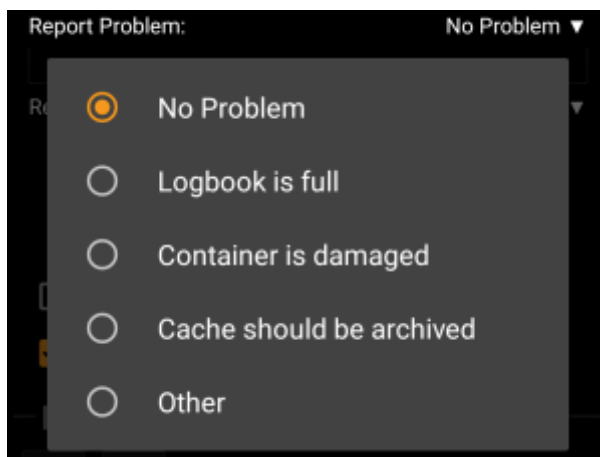 Report Problem: No Problem ▼
No Problem
Logbook is full
Container is damaged
Cache should be archived
Other